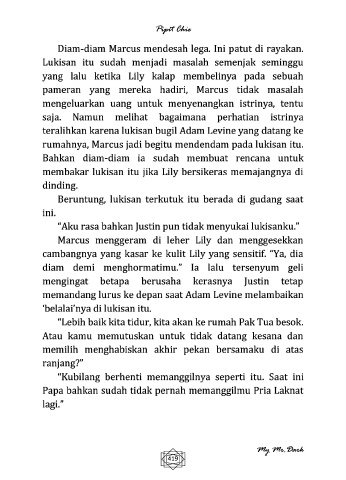 Pipit Chie
Diam-diam Marcus mendesah lega. Ini patut di rayakan.
Lukisan itu sudah menjadi masalah semenjak seminggu
yang lalu ketika Lily kalap membelinya pada sebuah
pameran yang mereka hadiri, Marcus tidak masalah
mengeluarkan uang untuk menyenangkan istrinya, tentu
saja. Namun melihat bagaimana perhatian istrinya
teralihkan karena lukisan bugil Adam Levine yang datang ke
rumahnya, Marcus jadi begitu mendendam pada lukisan itu.
Bahkan diam-diam ia sudah membuat rencana untuk
membakar lukisan itu jika Lily bersikeras memajangnya di
dinding.
Beruntung, lukisan terkutuk itu berada di gudang saat
ini.
“Aku rasa bahkan Justin pun tidak menyukai lukisanku.”
Marcus menggeram di leher Lily dan menggesekkan
cambangnya yang kasar ke kulit Lily yang sensitif. “Ya, dia
diam demi menghormatimu.” Ia lalu tersenyum geli
mengingat betapa berusaha kerasnya Justin tetap
memandang lurus ke depan saat Adam Levine melambaikan
‘belalai’nya di lukisan itu.
“Lebih baik kita tidur, kita akan ke rumah Pak Tua besok.
Atau kamu memutuskan untuk tidak datang kesana dan
memilih menghabiskan akhir pekan bersamaku di atas
ranjang?”
“Kubilang berhenti memanggilnya seperti itu. Saat ini
Papa bahkan sudah tidak pernah memanggilmu Pria Laknat
lagi.”
419
My Mr. Dark